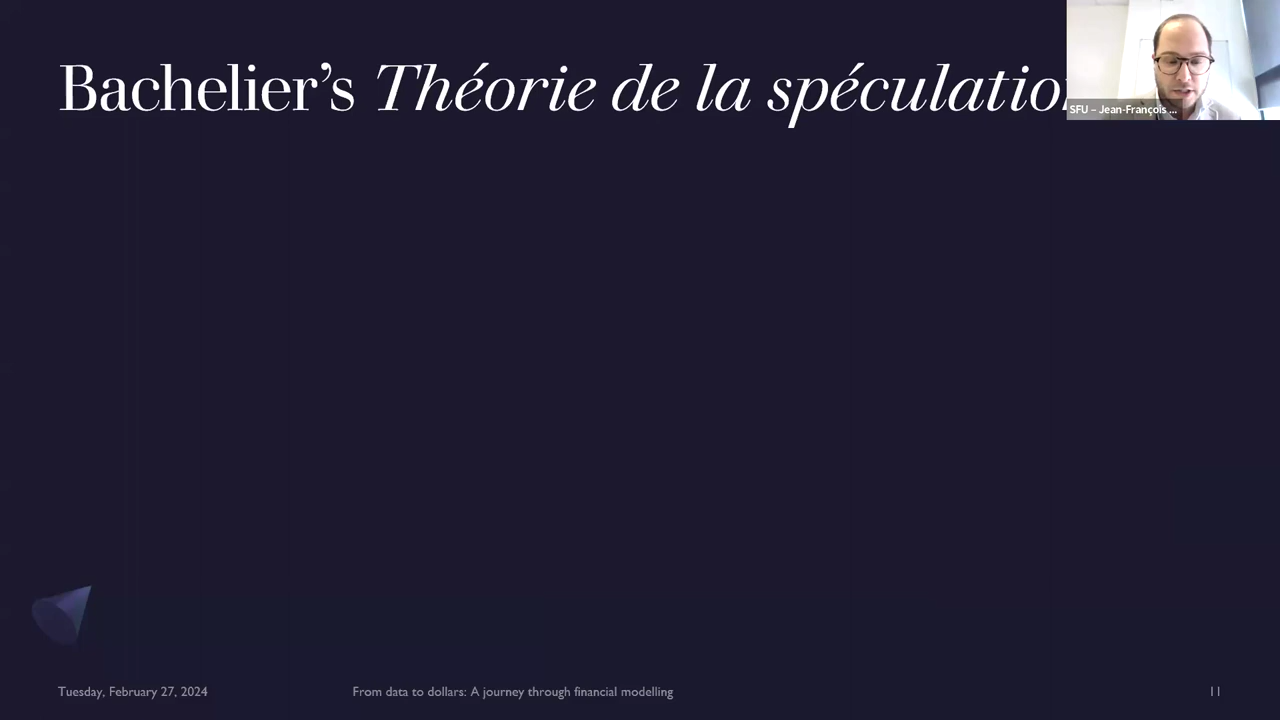 Bachelier’s Théorie de la spéculation
SFU – Jean-François ...
Tuesday, February 27, 2024
From data to dollars: A journey through financial modelling
11